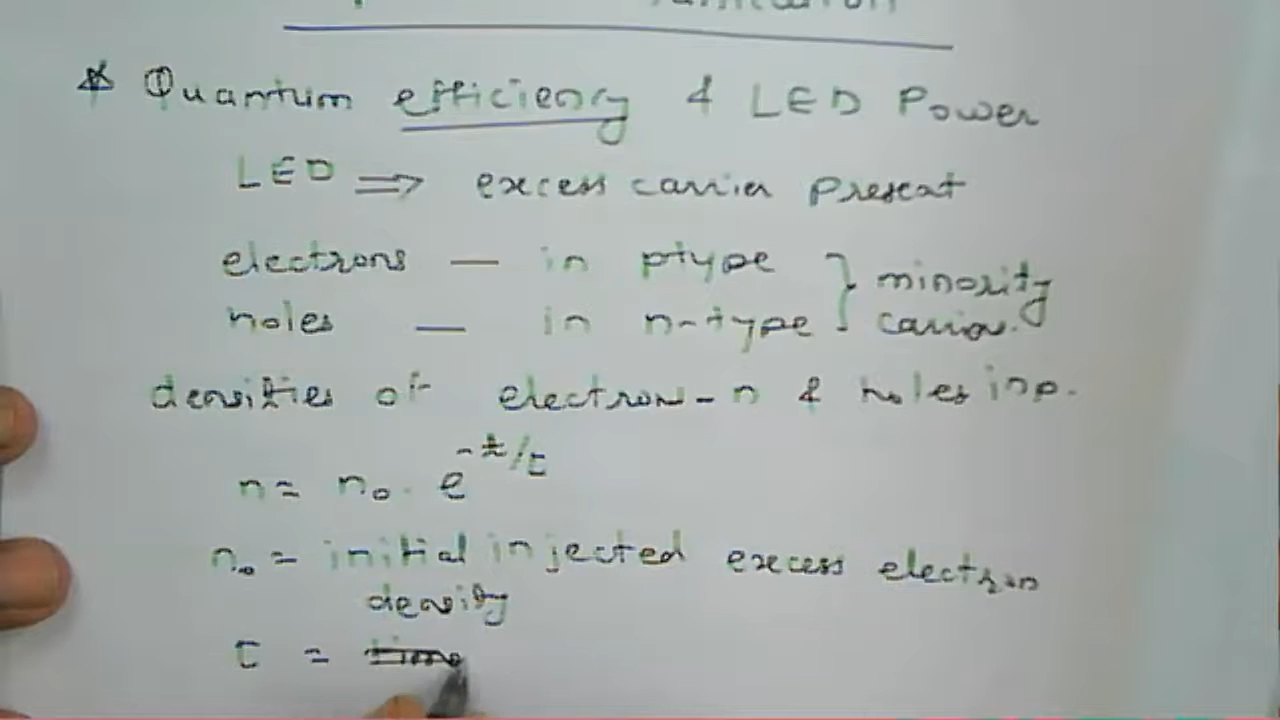 * Quantum efficiency & LED Power
LED ⇒ excess carrier present
electrons — in ptype } minority
holes — in n-type } carrier.
densities of electron - n & holes is p.
n = n₀ . e^-t/τ
n₀ = initial injected excess electron
density
τ =